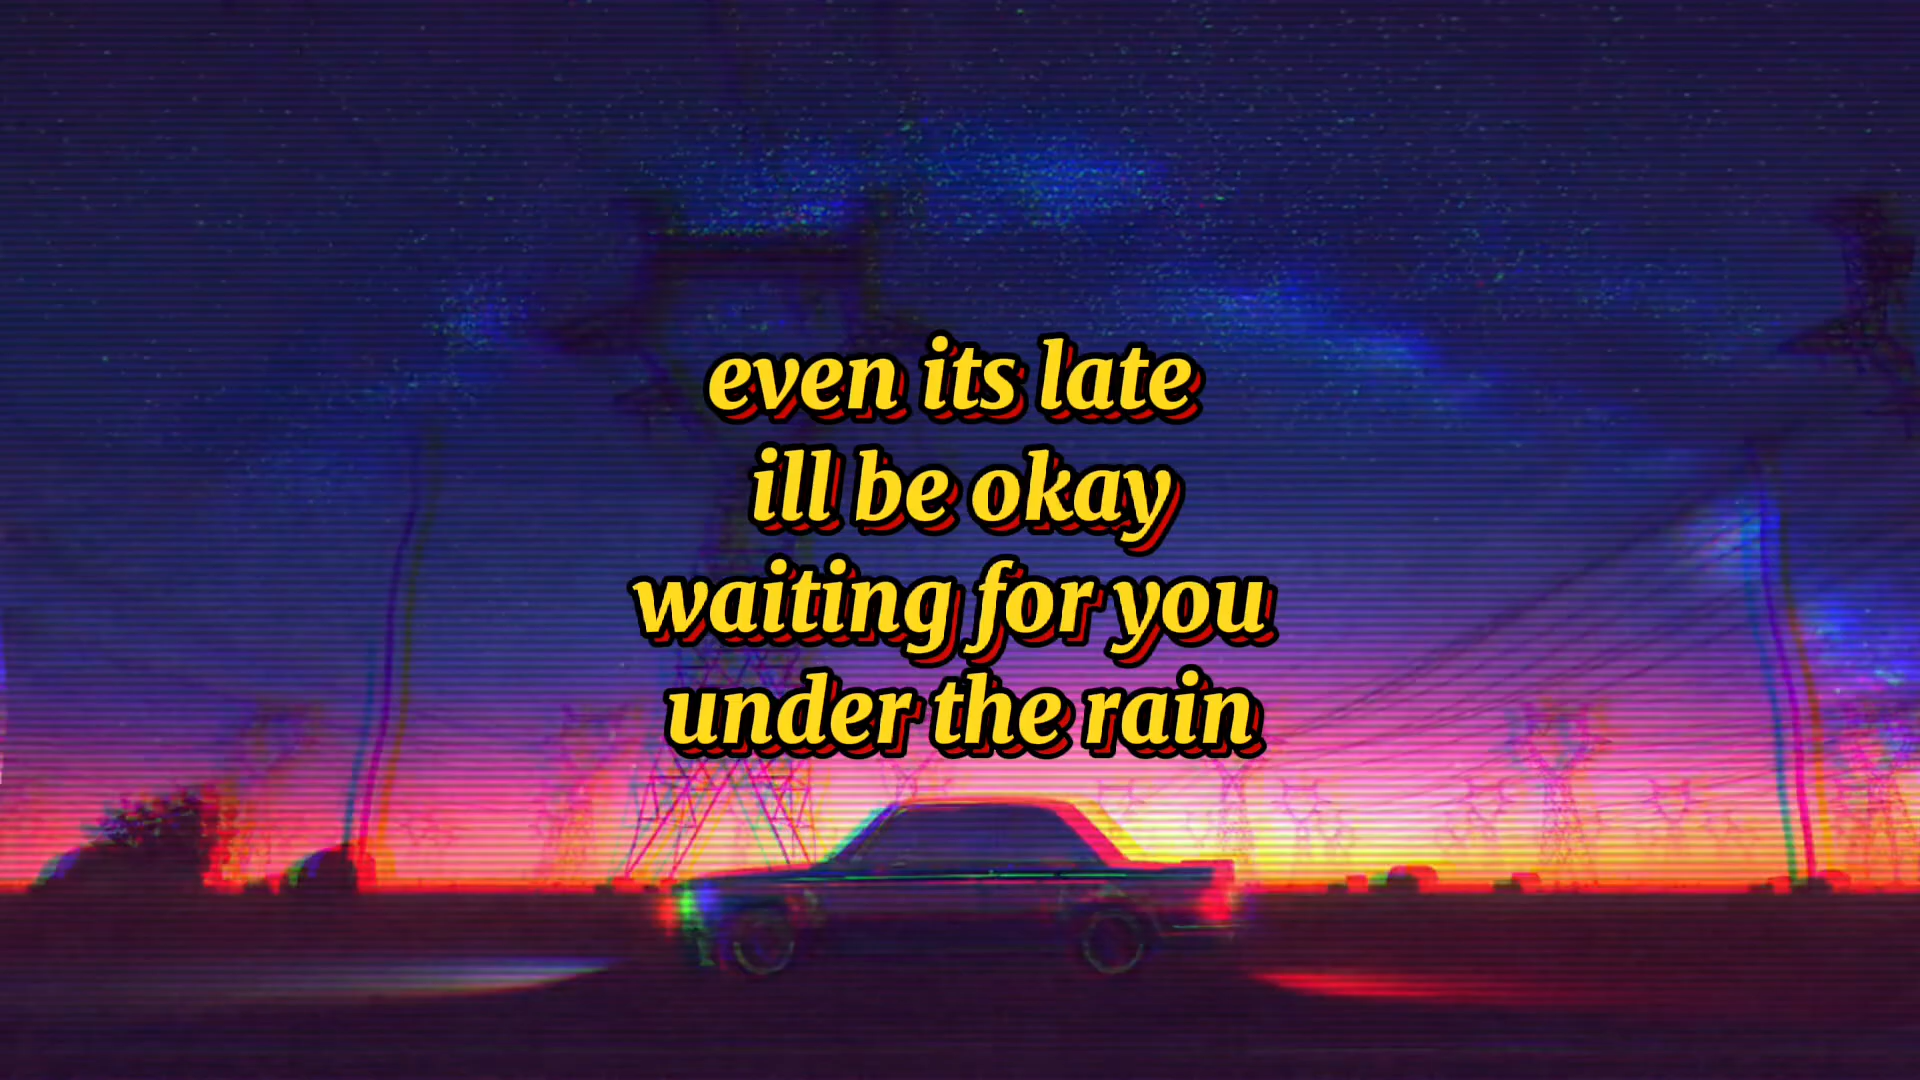 even its late
ill be okay
waiting for you
under the rain